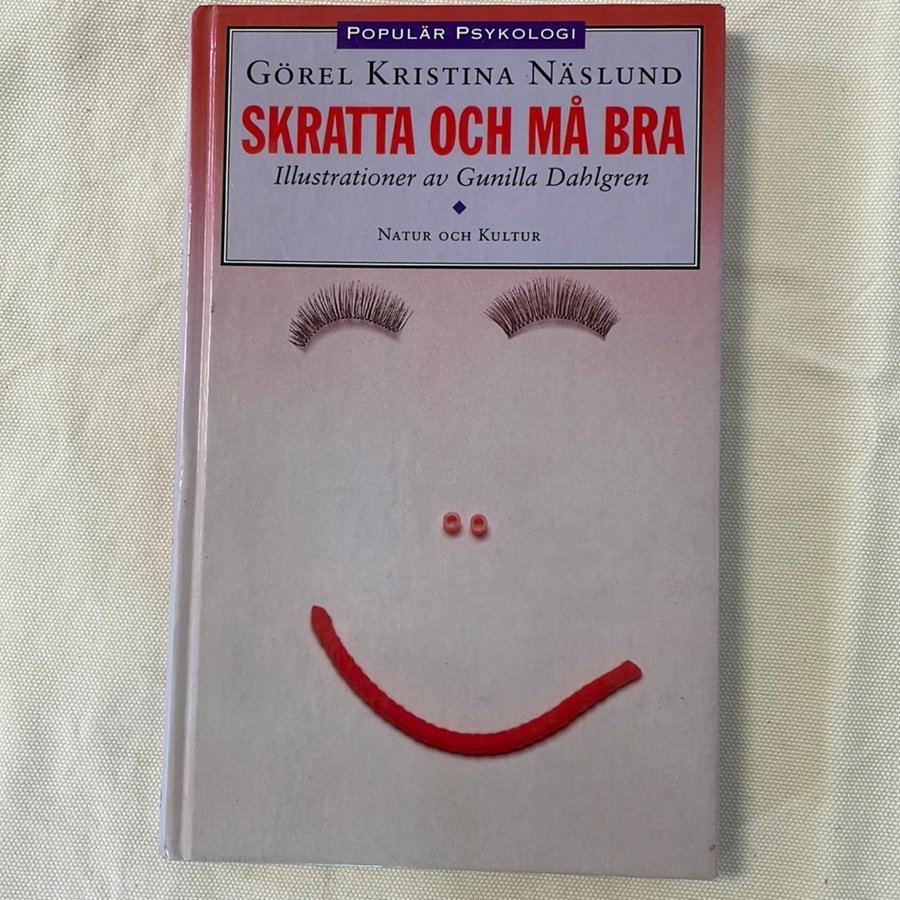 POPULÄR PSYKOLOGI
GÖREL KRISTINA NÄSLUND
SKRATTA OCH MÅ BRA
Illustrationer av Gunilla Dahlgren
NATUR OCH KULTUR